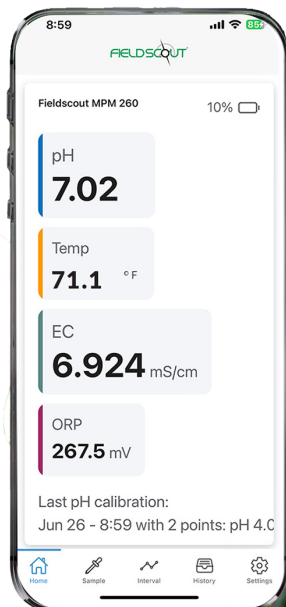 8:59
85
FIELDSCOUT
Fieldscout MPM 260
10%
pH
7.02
Temp
71.1 °F
EC
6.924 mS/cm
ORP
267.5 mV
Last pH calibration:
Jun 26 - 8:59 with 2 points: pH 4.0
Home
Sample
Interval
History
Settings